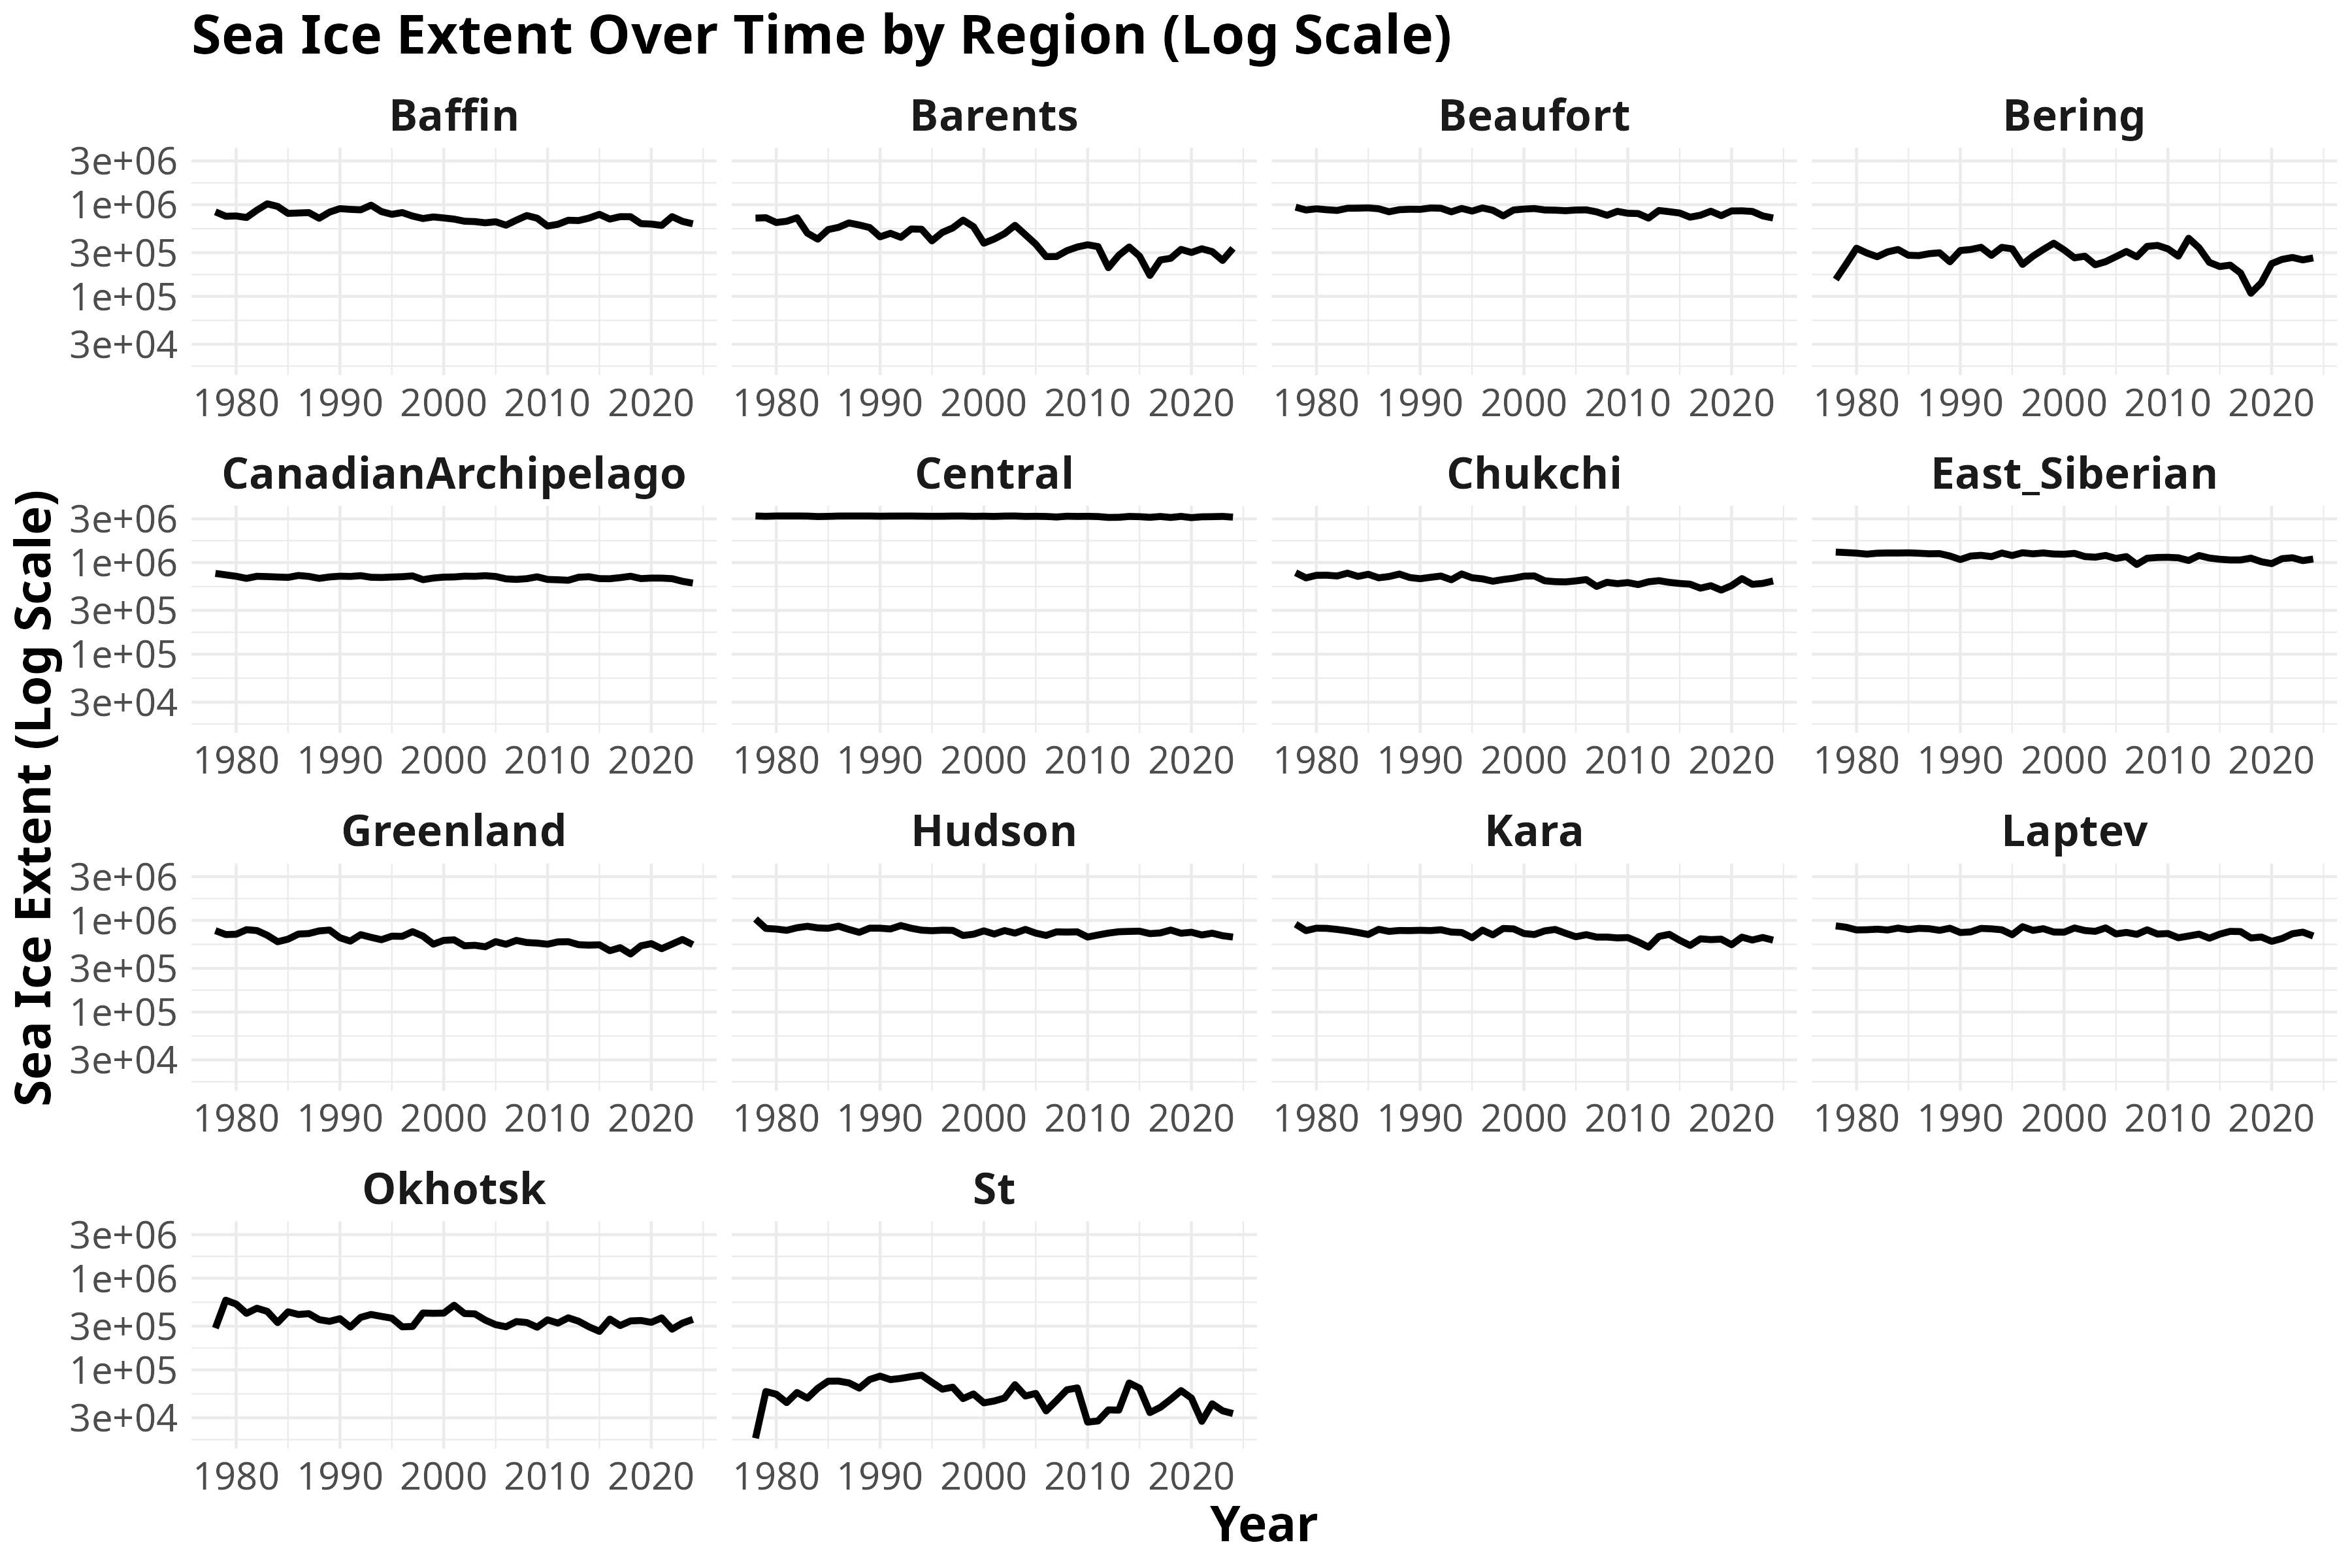 Sea Ice Extent Over Time by Region (Log Scale)
Baffin Barents Beaufort Bering
3e+06
1e+06
3e+05
1e+05
3e+04
1980 1990 2000 2010 2020 1980 1990 2000 2010 2020 1980 1990 2000 2010 2020 1980 1990 2000 2010 2020
CanadianArchipelago Central Chukchi East_Siberian
3e+06
1e+06
3e+05
1e+05
3e+04
1980 1990 2000 2010 2020 1980 1990 2000 2010 2020 1980 1990 2000 2010 2020 1980 1990 2000 2010 2020
Sea Ice Extent (Log Scale)
Greenland Hudson Kara Laptev
3e+06
1e+06
3e+05
1e+05
3e+04
1980 1990 2000 2010 2020 1980 1990 2000 2010 2020 1980 1990 2000 2010 2020 1980 1990 2000 2010 2020
Okhotsk St
3e+06
1e+06
3e+05
1e+05
3e+04
1980 1990 2000 2010 2020 1980 1990 2000 2010 2020
Year